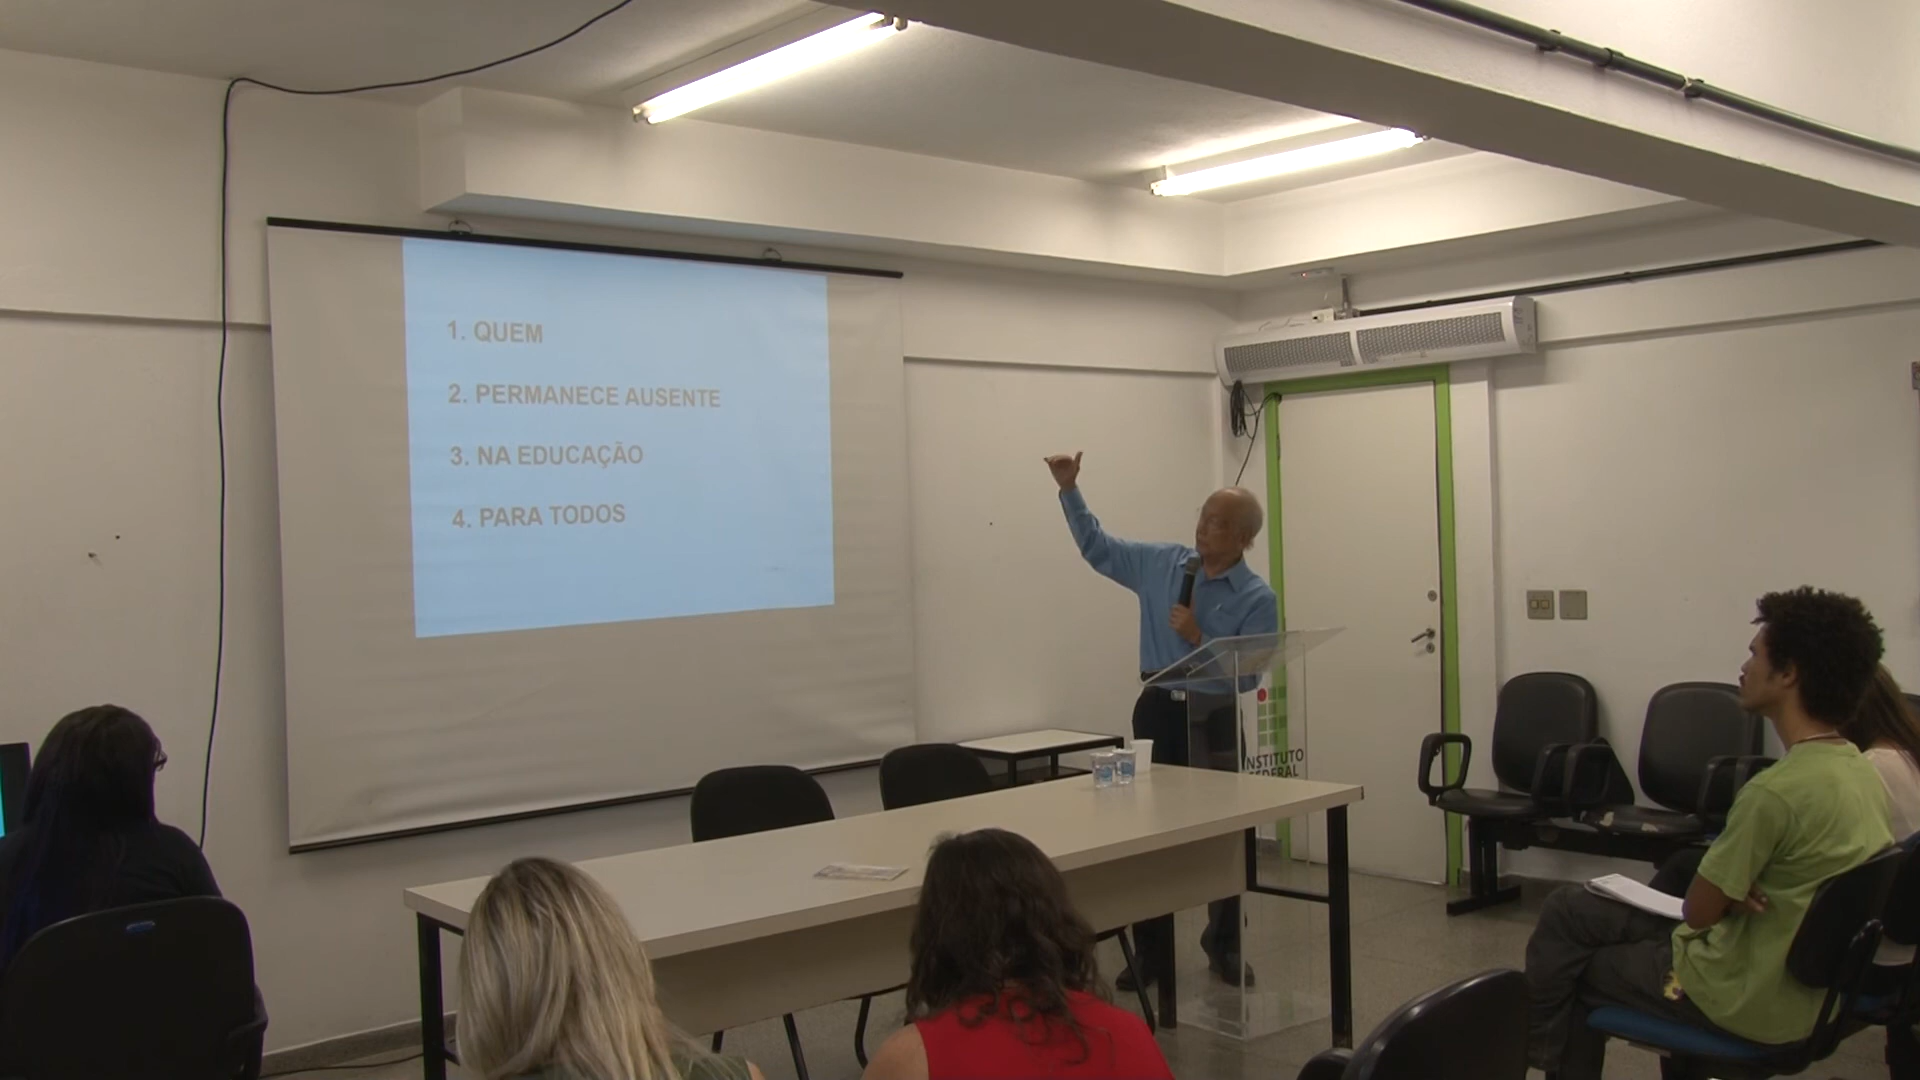 1. QUEM
2. PERMANECE AUSENTE
3. NA EDUCAÇÃO
4. PARA TODOS
INSTITUTO
FEDERAL